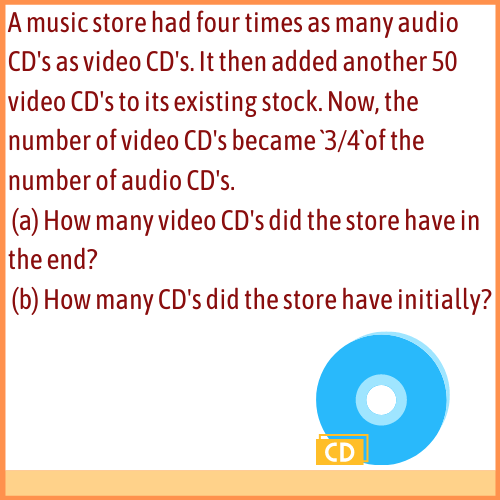 A music store had four times as many audio
CD's as video CD's. It then added another 50
video CD's to its existing stock. Now, the
number of video CD's became `3/4`of the
number of audio CD's.
(a) How many video CD's did the store have in
the end?
(b) How many CD's did the store have initially?
CD